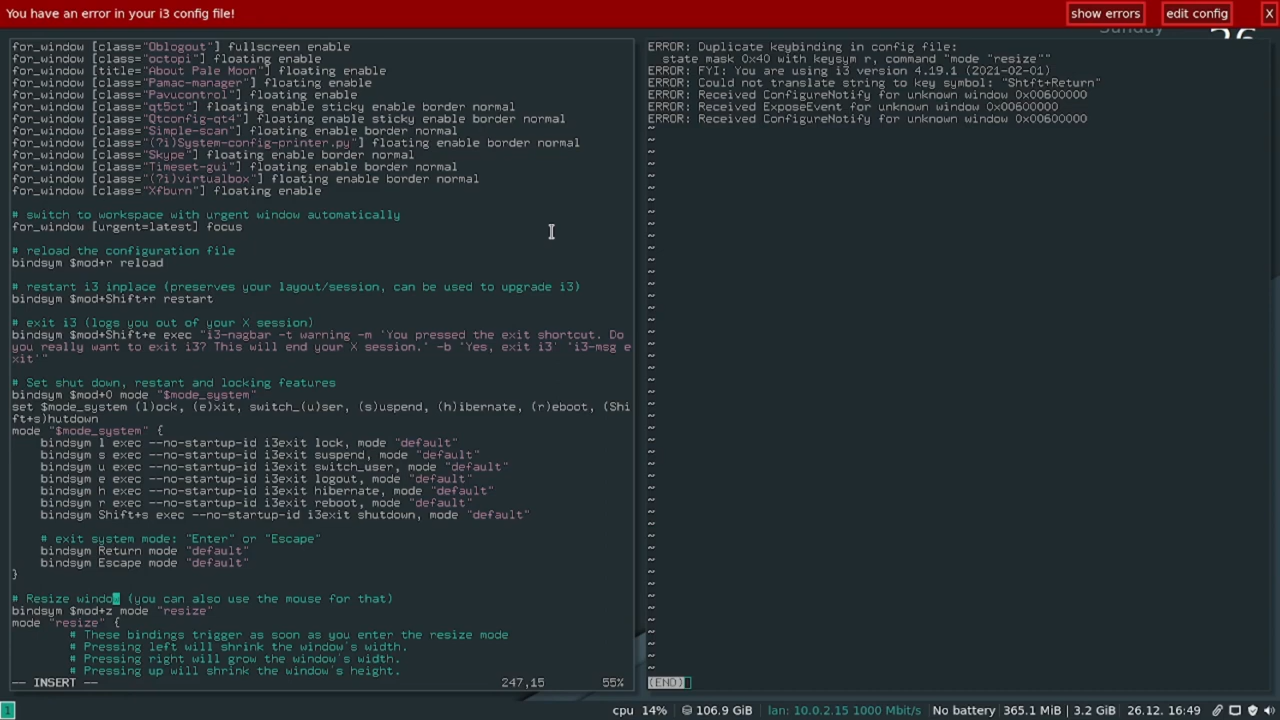 You have an error in your i3 config file!
show errors
edit config
X
Sunday
26
for_window [class="Oblogout"] fullscreen enable
for_window [class="octopi"] floating enable
for_window [title="About Pale Moon"] floating enable
for_window [class="Pamac-manager"] floating enable
for_window [class="Pavucontrol"] floating enable
for_window [class="qt5ct"] floating enable sticky enable border normal
for_window [class="Qtconfig-qt4"] floating enable sticky enable border normal
for_window [class="Simple-scan"] floating enable border normal
for_window [class="(?i)System-config-printer.py"] floating enable border normal
for_window [class="Skype"] floating enable border normal
for_window [class="Timeset-gui"] floating enable border normal
for_window [class="(?i)virtualbox"] floating enable border normal
for_window [class="Xfburn"] floating enable
# switch to workspace with urgent window automatically
for_window [urgent=latest] focus
# reload the configuration file
bindsym $mod+r reload
# restart i3 inplace (preserves your layout/session, can be used to upgrade i3)
bindsym $mod+Shift+r restart
# exit i3 (logs you out of your X session)
bindsym $mod+Shift+e exec "i3-nagbar -t warning -m 'You pressed the exit shortcut. Do
you really want to exit i3? This will end your X session.' -b 'Yes, exit i3' 'i3-msg e
xit'"
# Set shut down, restart and locking features
bindsym $mod+0 mode "$mode_system"
set $mode_system (l)ock, (e)xit, switch_(u)ser, (s)uspend, (h)ibernate, (r)eboot, (Shi
ft+s)hutdown
mode "$mode_system" {
bindsym l exec --no-startup-id i3exit lock, mode "default"
bindsym s exec --no-startup-id i3exit suspend, mode "default"
bindsym u exec --no-startup-id i3exit switch_user, mode "default"
bindsym e exec --no-startup-id i3exit logout, mode "default"
bindsym h exec --no-startup-id i3exit hibernate, mode "default"
bindsym r exec --no-startup-id i3exit reboot, mode "default"
bindsym Shift+s exec --no-startup-id i3exit shutdown, mode "default"
# exit system mode: "Enter" or "Escape"
bindsym Return mode "default"
bindsym Escape mode "default"
}
# Resize window (you can also use the mouse for that)
bindsym $mod+z mode "resize"
mode "resize" {
# These bindings trigger as soon as you enter the resize mode
# Pressing left will shrink the window's width.
# Pressing right will grow the window's width.
# Pressing up will shrink the window's height.
-- INSERT -- 247,15 55%
ERROR: Duplicate keybinding in config file:
state mask 0x40 with keysym r, command "mode "resize""
ERROR: FYI: You are using i3 version 4.19.1 (2021-02-01)
ERROR: Could not translate string to key symbol: "Shtft+Return"
ERROR: Received ConfigureNotify for unknown window 0x00600000
ERROR: Received ExposeEvent for unknown window 0x00600000
ERROR: Received ConfigureNotify for unknown window 0x00600000
(END)
1
cpu 14% 106.9 GiB lan: 10.0.2.15 1000 Mbit/s No battery 365.1 MiB 3.2 GiB 26.12. 16:49